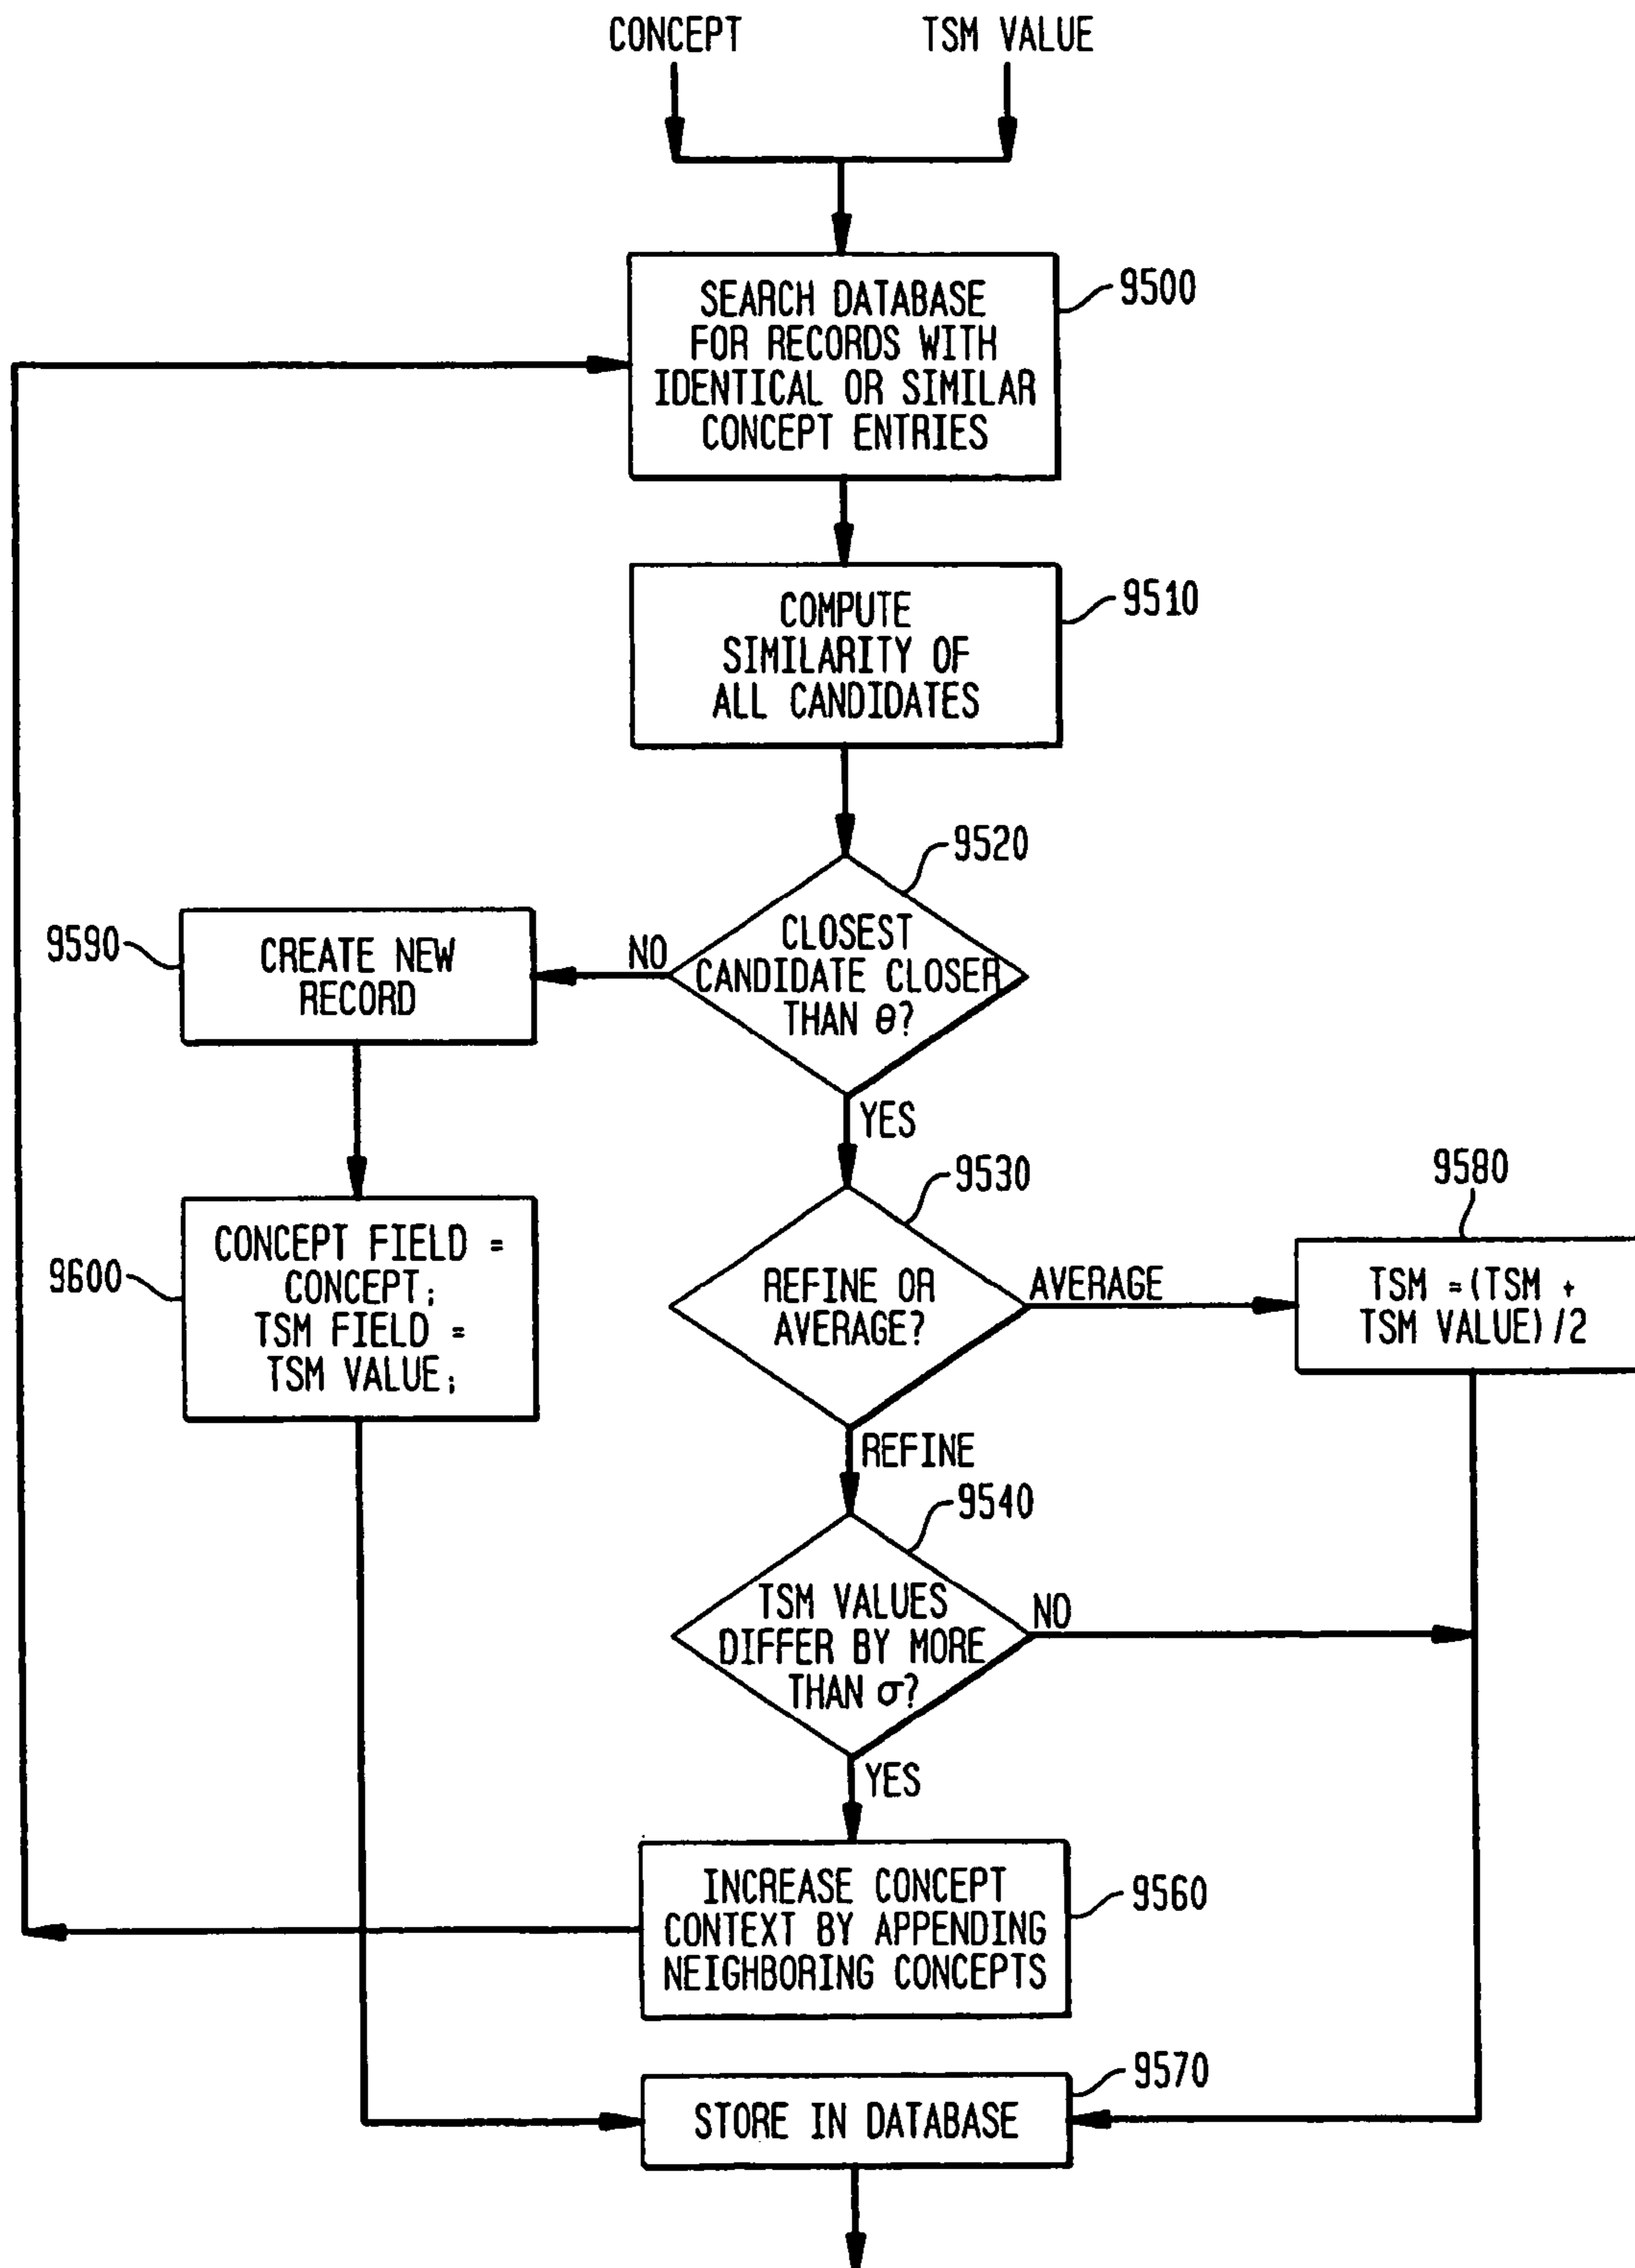 CONCEPT
TSM VALUE
SEARCH DATABASE
FOR RECORDS WITH
IDENTICAL OR SIMILAR
CONCEPT ENTRIES
9500
COMPUTE
SIMILARITY OF
ALL CANDIDATES
9510
9520
CLOSEST
CANDIDATE CLOSER
THAN θ?
NO
9590
CREATE NEW
RECORD
YES
9530
REFINE OR
AVERAGE?
AVERAGE
9580
TSM =(TSM +
TSM VALUE) /2
9600
CONCEPT FIELD =
CONCEPT;
TSM FIELD =
TSM VALUE;
REFINE
9540
TSM VALUES
DIFFER BY MORE
THAN σ?
NO
YES
INCREASE CONCEPT
CONTEXT BY APPENDING
NEIGHBORING CONCEPTS
9560
9570
STORE IN DATABASE